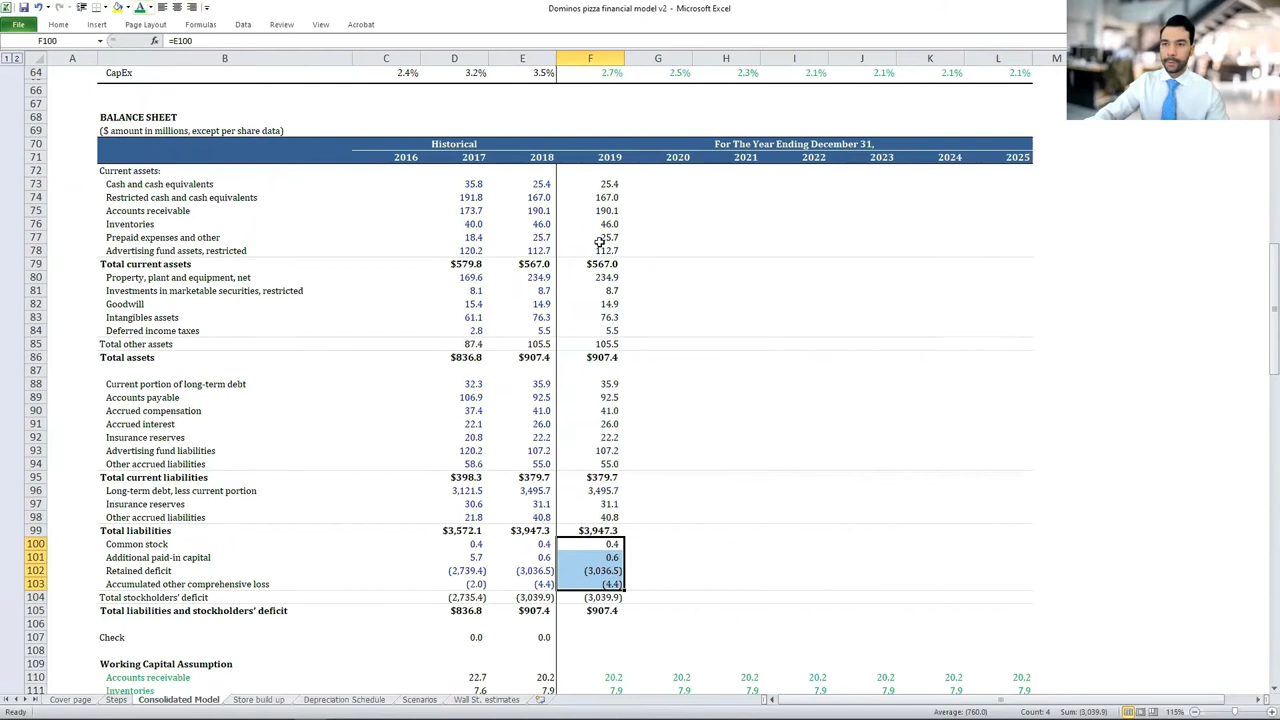 Dominos pizza financial model v2 - Microsoft Excel
File Home Insert Page Layout Formulas Data Review View Acrobat
F100 fx =E100
1 2 A B C D E F G H I J K L M
64 CapEx 2.4% 3.2% 3.5% 2.7% 2.5% 2.3% 2.1% 2.1% 2.1% 2.1%
66
67
68 BALANCE SHEET
69 ($ amount in millions, except per share data)
70 Historical For The Year Ending December 31,
71 2016 2017 2018 2019 2020 2021 2022 2023 2024 2025
72 Current assets:
73 Cash and cash equivalents 35.8 25.4 25.4
74 Restricted cash and cash equivalents 191.8 167.0 167.0
75 Accounts receivable 173.7 190.1 190.1
76 Inventories 40.0 46.0 46.0
77 Prepaid expenses and other 18.4 25.7 25.7
78 Advertising fund assets, restricted 120.2 112.7 112.7
79 Total current assets $579.8 $567.0 $567.0
80 Property, plant and equipment, net 169.6 234.9 234.9
81 Investments in marketable securities, restricted 8.1 8.7 8.7
82 Goodwill 15.4 14.9 14.9
83 Intangibles assets 61.1 76.3 76.3
84 Deferred income taxes 2.8 5.5 5.5
85 Total other assets 87.4 105.5 105.5
86 Total assets $836.8 $907.4 $907.4
87
88 Current portion of long-term debt 32.3 35.9 35.9
89 Accounts payable 106.9 92.5 92.5
90 Accrued compensation 37.4 41.0 41.0
91 Accrued interest 22.1 26.0 26.0
92 Insurance reserves 20.8 22.2 22.2
93 Advertising fund liabilities 120.2 107.2 107.2
94 Other accrued liabilities 58.6 55.0 55.0
95 Total current liabilities $398.3 $379.7 $379.7
96 Long-term debt, less current portion 3,121.5 3,495.7 3,495.7
97 Insurance reserves 30.6 31.1 31.1
98 Other accrued liabilities 21.8 40.8 40.8
99 Total liabilities $3,572.1 $3,947.3 $3,947.3
100 Common stock 0.4 0.4 0.4
101 Additional paid-in capital 5.7 0.6 0.6
102 Retained deficit (2,739.4) (3,036.5) (3,036.5)
103 Accumulated other comprehensive loss (2.0) (4.4) (4.4)
104 Total stockholders' deficit (2,735.4) (3,039.9) (3,039.9)
105 Total liabilities and stockholders' deficit $836.8 $907.4 $907.4
106
107 Check 0.0 0.0
108
109 Working Capital Assumption
110 Accounts receivable 22.7 20.2 20.2 20.2 20.2 20.2 20.2 20.2 20.2
111 Inventories 7.6 7.9 7.9 7.9 7.9 7.9 7.9 7.9 7.9
Cover page Steps Consolidated Model Store build up Depreciation Schedule Scenarios Wall St. estimates
Ready Average: (760.0) Count: 4 Sum: (3,039.9) 115%